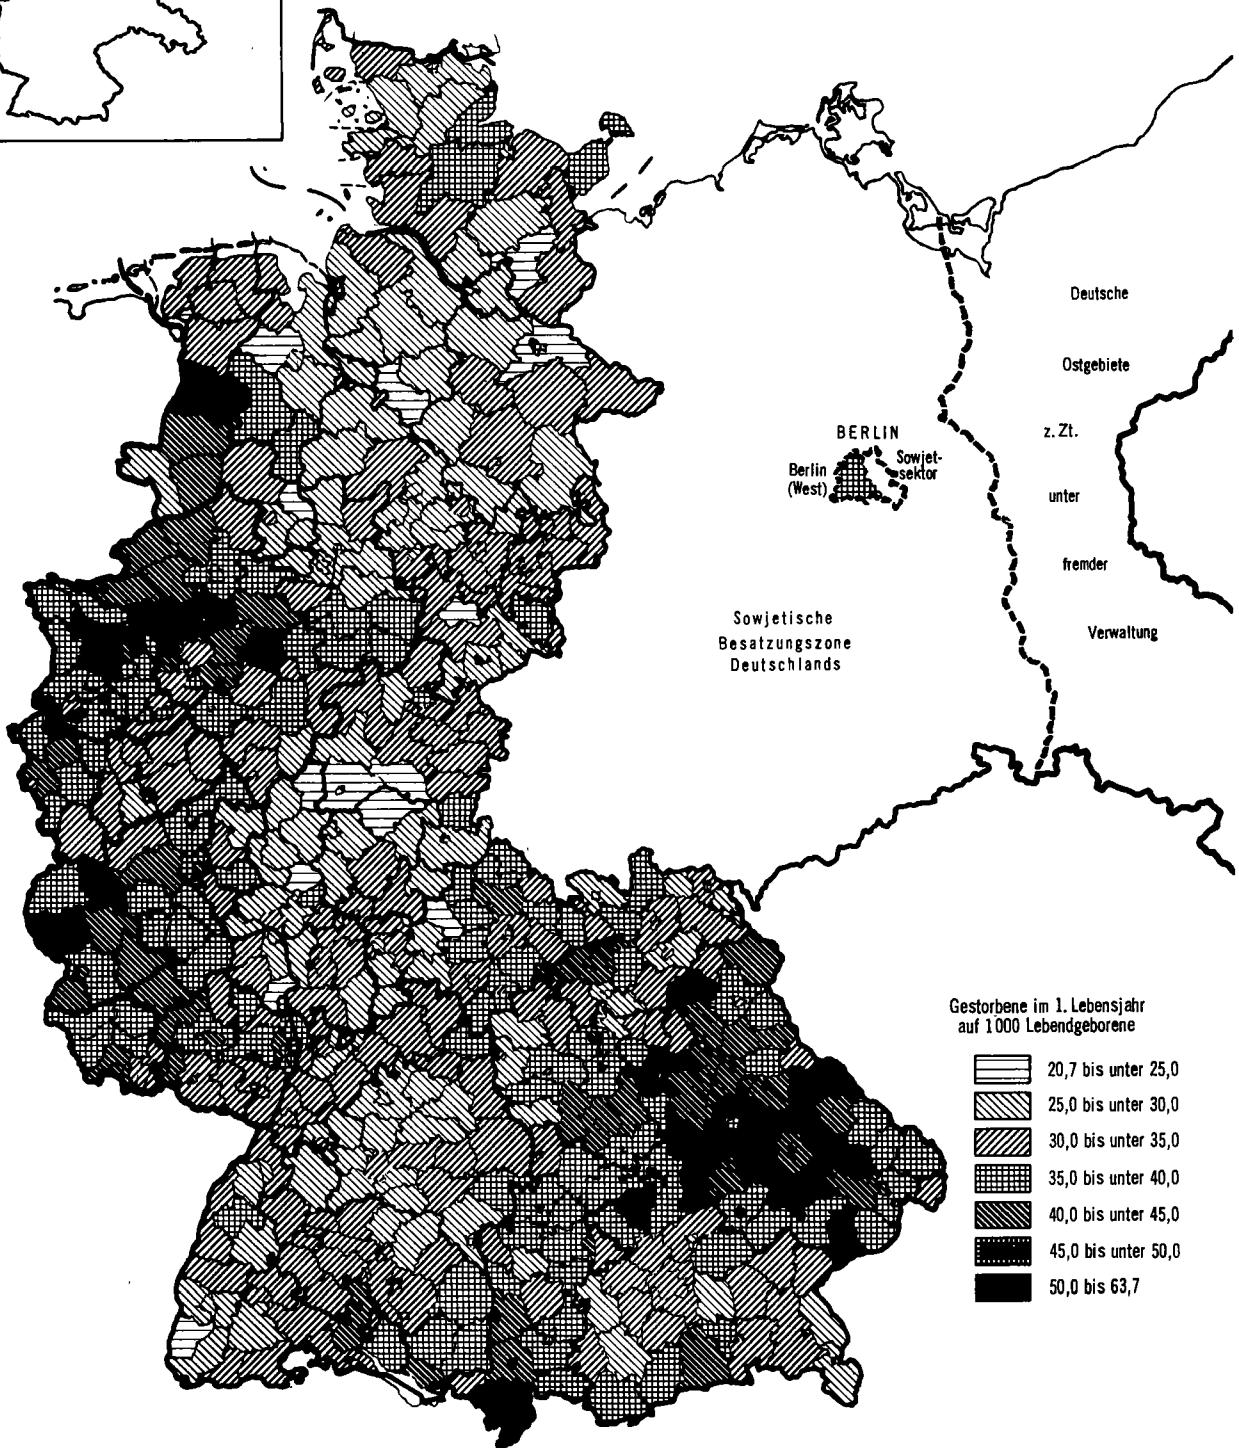 Deutsche
Ostgebiete
z. Zt.
unter
fremder
Verwaltung
BERLIN
Berlin
(West)
Sowjet-
sektor
Sowjetische
Besatzungszone
Deutschlands
Gestorbene im 1. Lebensjahr
auf 1000 Lebendgeborene
20,7 bis unter 25,0
25,0 bis unter 30,0
30,0 bis unter 35,0
35,0 bis unter 40,0
40,0 bis unter 45,0
45,0 bis unter 50,0
50,0 bis 63,7